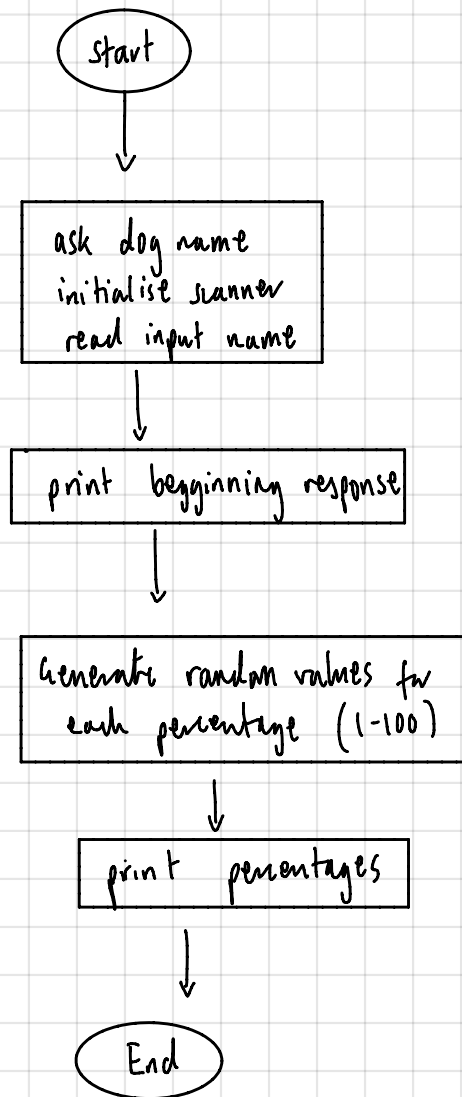 Start
ask dog name
initialise scanner
read input name
print begginning response
Generate random values for
each percentage (1-100)
print percentages
End